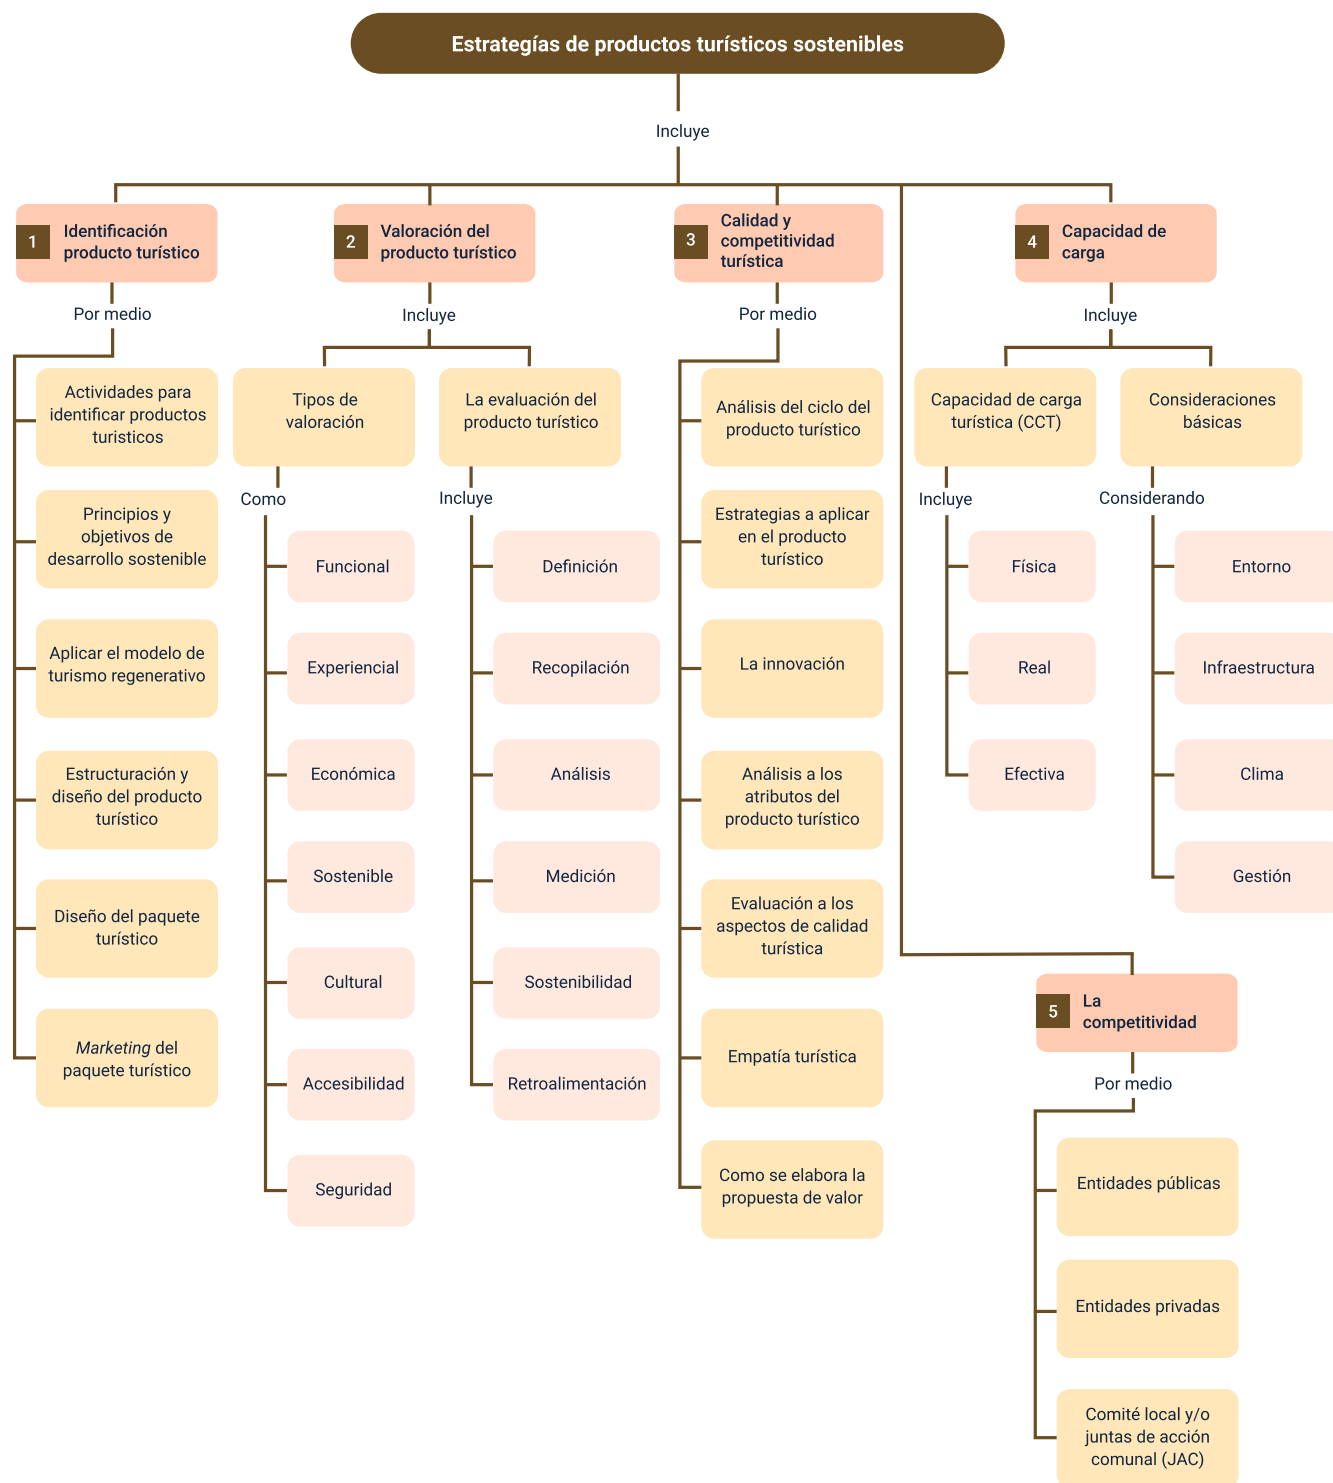 Estrategías de productos turísticos sostenibles
Incluye
1
Identificación
producto turístico
Por medio
Actividades para
identificar productos
turisticos
Principios y
objetivos de
desarrollo sostenible
Aplicar el modelo de
turismo regenerativo
Estructuración y
diseño del producto
turístico
Diseño del paquete
turístico
Marketing del
paquete turístico
2
Valoración del
producto turístico
Incluye
Tipos de
valoración
Como
Funcional
Experiencial
Económica
Sostenible
Cultural
Accesibilidad
Seguridad
La evaluación del
producto turístico
Incluye
Definición
Recopilación
Análisis
Medición
Sostenibilidad
Retroalimentación
3
Calidad y
competitividad
turística
Por medio
Análisis del ciclo del
producto turístico
Estrategias a aplicar
en el producto
turístico
La innovación
Análisis a los
atributos del
producto turístico
Evaluación a los
aspectos de calidad
turística
Empatía turística
Como se elabora la
propuesta de valor
4
Capacidad de
carga
Incluye
Capacidad de carga
turística (CCT)
Incluye
Física
Real
Efectiva
Consideraciones
básicas
Considerando
Entorno
Infraestructura
Clima
Gestión
5
La
competitividad
Por medio
Entidades públicas
Entidades privadas
Comité local y/o
juntas de acción
comunal (JAC)